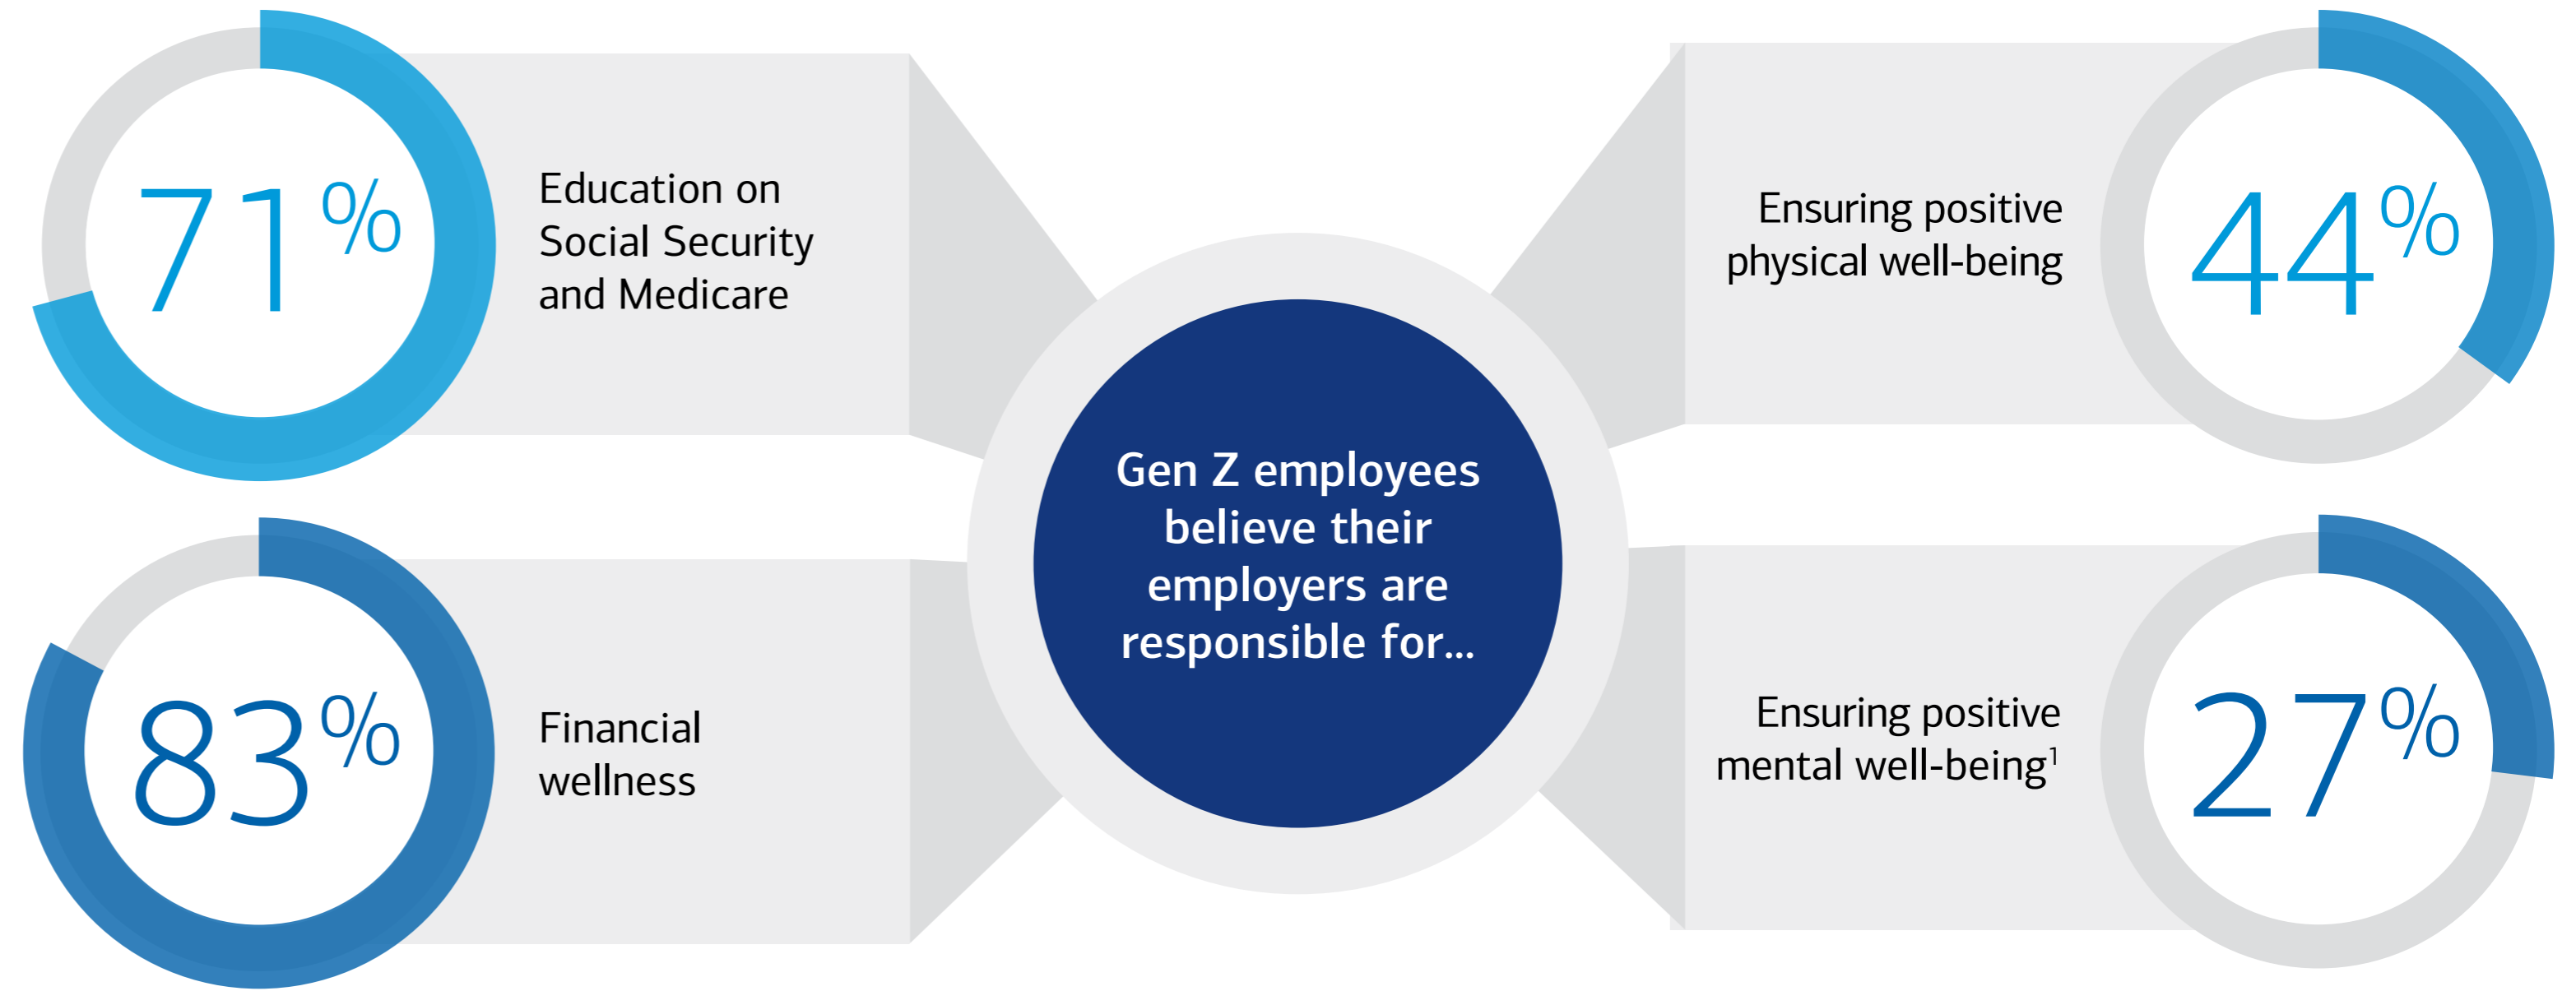 71%
Education on
Social Security
and Medicare
83%
Financial
wellness
Gen Z employees
believe their
employers are
responsible for...
Ensuring positive
physical well-being
44%
Ensuring positive
mental well-being¹
27%